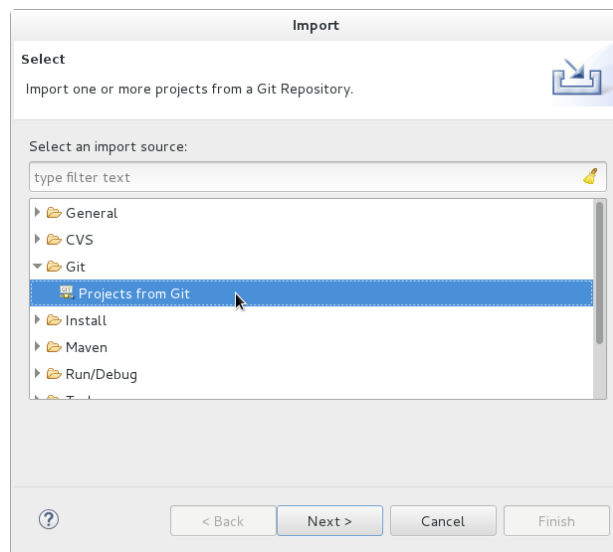 Import
Select
Import one or more projects from a Git Repository.
Select an import source:
type filter text
General
CVS
Git
Projects from Git
Install
Maven
Run/Debug
< Back Next > Cancel Finish